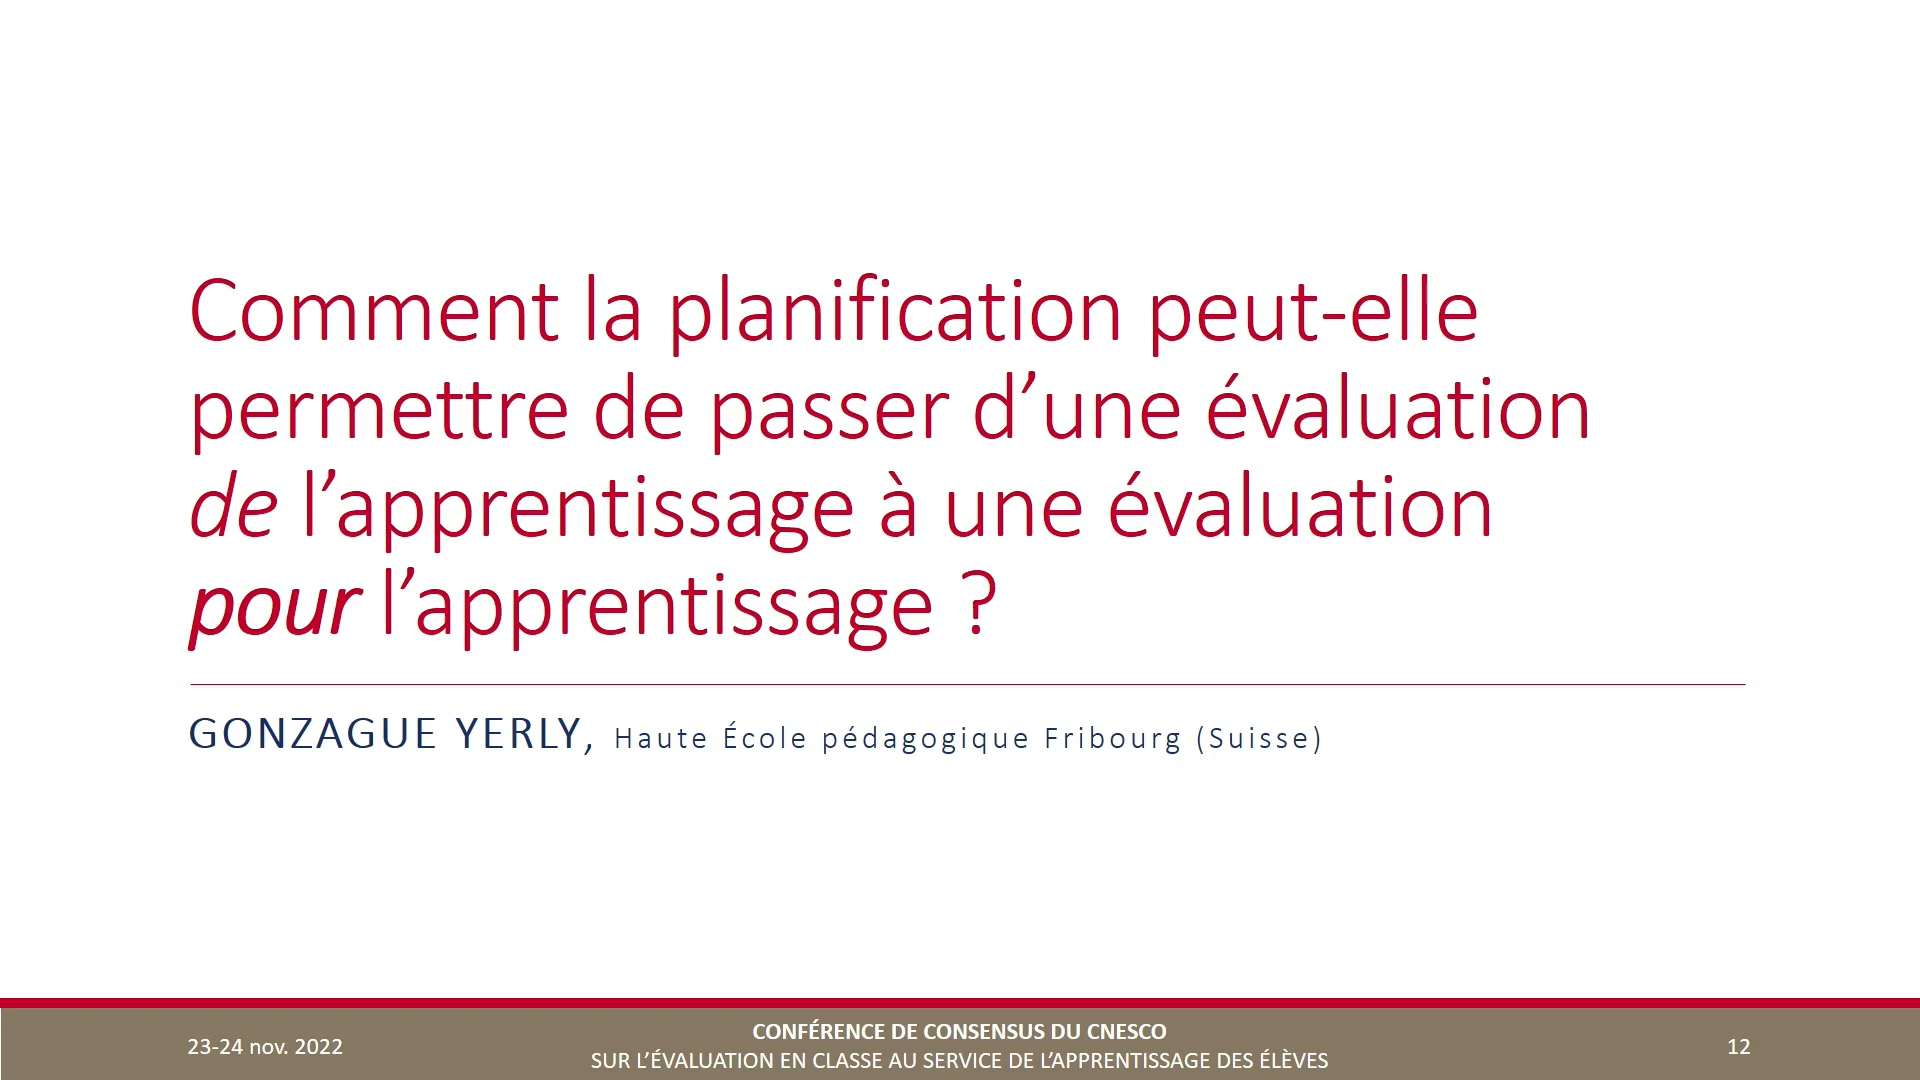 Comment la planification peut-elle
permettre de passer d’une évaluation
de l’apprentissage à une évaluation
pour l’apprentissage ?
GONZAGUE YERLY, Haute École pédagogique Fribourg (Suisse)
23-24 nov. 2022
CONFÉRENCE DE CONSENSUS DU CNESCO
SUR L’ÉVALUATION EN CLASSE AU SERVICE DE L’APPRENTISSAGE DES ÉLÈVES
12